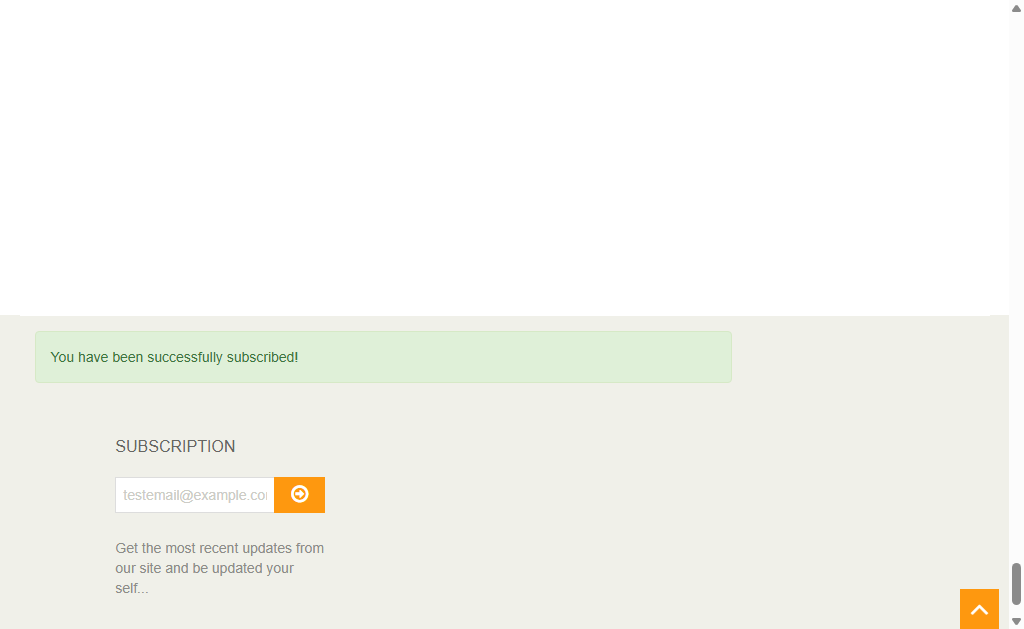 You have been successfully subscribed!
SUBSCRIPTION
testemail@example.co
Get the most recent updates from
our site and be updated your
self...